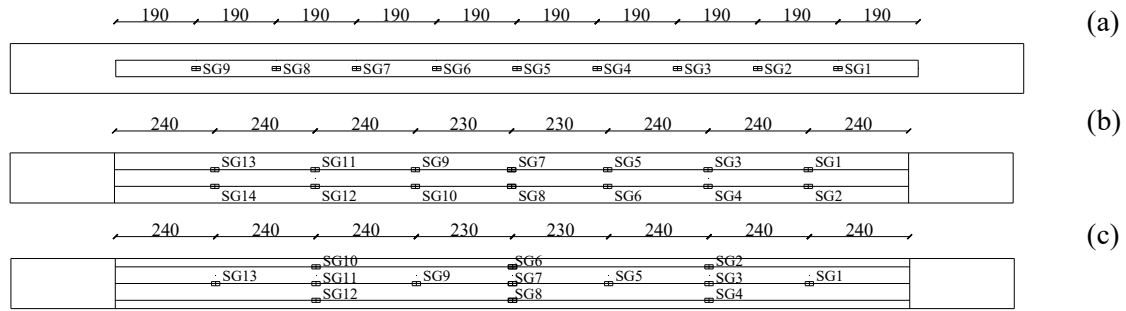 190 190 190 190 190 190 190 190 190 190 (a)
SG9 SG8 SG7 SG6 SG5 SG4 SG3 SG2 SG1
240 240 240 230 230 240 240 240 (b)
SG13 SG11 SG9 SG7 SG5 SG3 SG1
SG14 SG12 SG10 SG8 SG6 SG4 SG2
240 240 240 230 230 240 240 240 (c)
SG10 SG6 SG2
SG13 SG11 SG9 SG7 SG5 SG3 SG1
SG12 SG8 SG4